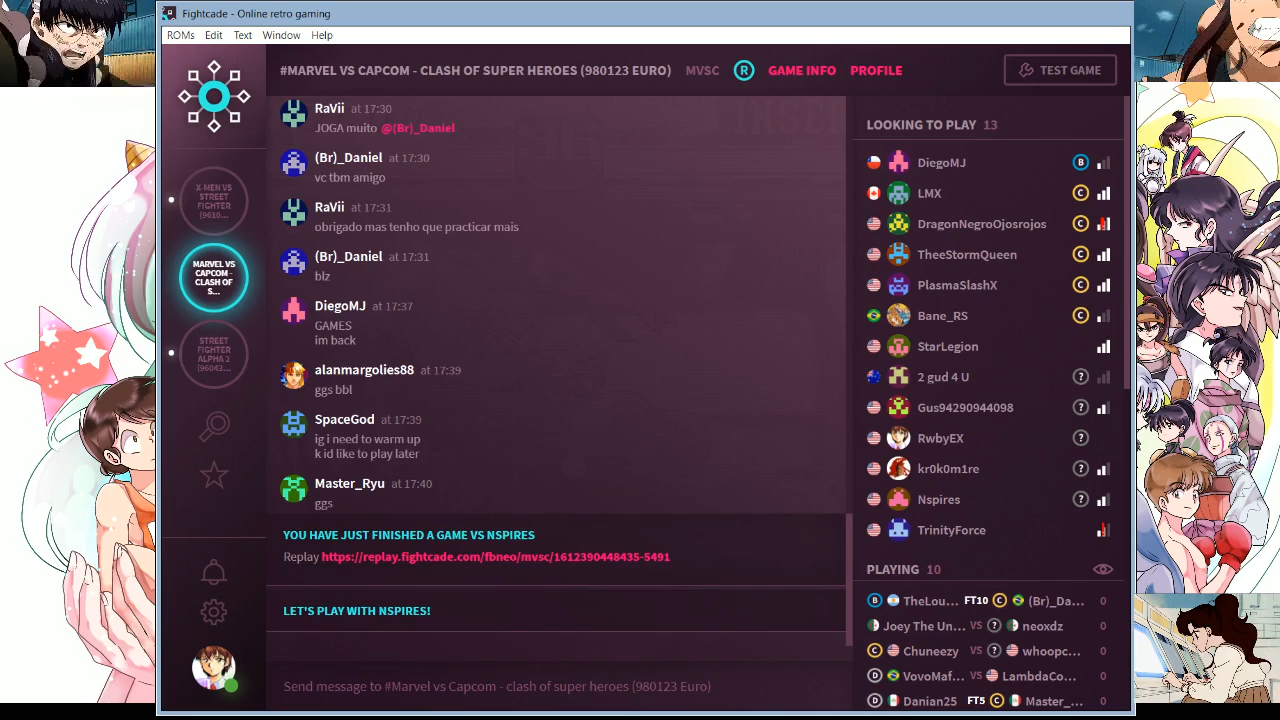 Fightcade - Online retro gaming
ROMs Edit Text Window Help
#MARVEL VS CAPCOM - CLASH OF SUPER HEROES (980123 EURO) MVSC R GAME INFO PROFILE TEST GAME
X-MEN VS
STREET
FIGHTER
(9610...
MARVEL VS
CAPCOM -
CLASH OF
S...
STREET
FIGHTER
ALPHA 2
(96043...
RaVii at 17:30
JOGA muito @(Br)_Daniel
(Br)_Daniel at 17:30
vc tbm amigo
RaVii at 17:31
obrigado mas tenho que practicar mais
(Br)_Daniel at 17:31
blz
DiegoMJ at 17:37
GAMES
im back
alanmargolies88 at 17:39
ggs bbl
SpaceGod at 17:39
ig i need to warm up
k id like to play later
Master_Ryu at 17:40
ggs
YOU HAVE JUST FINISHED A GAME VS NSPIRES
Replay https://replay.fightcade.com/fbneo/mvsc/1612390448435-5491
LET'S PLAY WITH NSPIRES!
Send message to #Marvel vs Capcom - clash of super heroes (980123 Euro)
LOOKING TO PLAY 13
DiegoMJ B
LMX C
DragonNegroOjosrojos C
TheeStormQueen C
PlasmaSlashX C
Bane_RS C
StarLegion
2 gud 4 U ?
Gus94290944098 ?
RwbyEX ?
kr0k0m1re ?
Nspires ?
TrinityForce
PLAYING 10
B TheLou... FT10 C (Br)_Da... 0
Joey The Un... VS ? neoxdz 0
C Chuneezy VS ? whoopc... 0
D VovoMaf... VS LambdaCo... 0
D Danian25 FT5 C Master_... 0